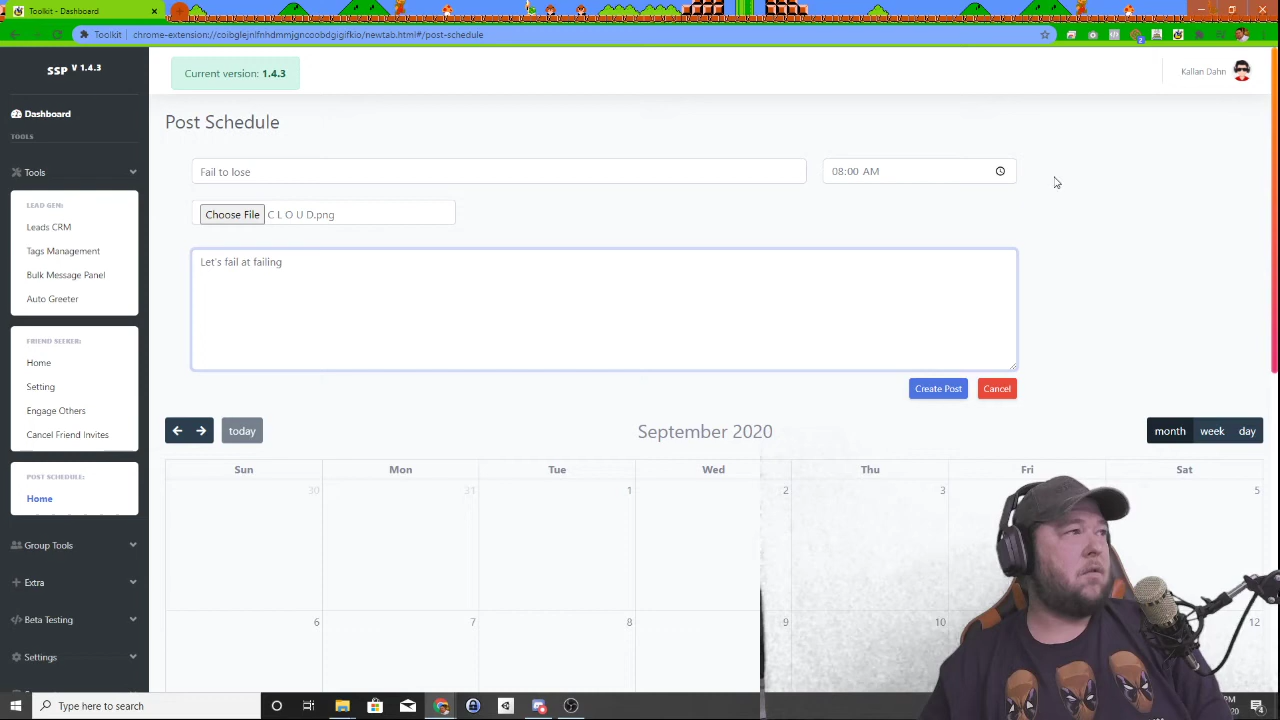 Toolkit - Dashboard
Toolkit
chrome-extension://coibglejnlfnhdmmjgncoobdgigifkio/newtab.html#/post-schedule
SSP V 1.4.3
Current version: 1.4.3
Kallan Dahn
Dashboard
TOOLS
Tools
LEAD GEN:
Leads CRM
Tags Management
Bulk Message Panel
Auto Greeter
FRIEND SEEKER:
Home
Setting
Engage Others
Cancel Friend Invites
POST SCHEDULE:
Home
Group Tools
Extra
Beta Testing
Settings
Post Schedule
Fail to lose
08:00 AM
Choose File C L O U D.png
Let's fail at failing
Create Post
Cancel
today
September 2020
month week day
Sun Mon Tue Wed Thu Fri Sat
30 31 1 2 3 5
6 7 8 9 10 12
Type here to search